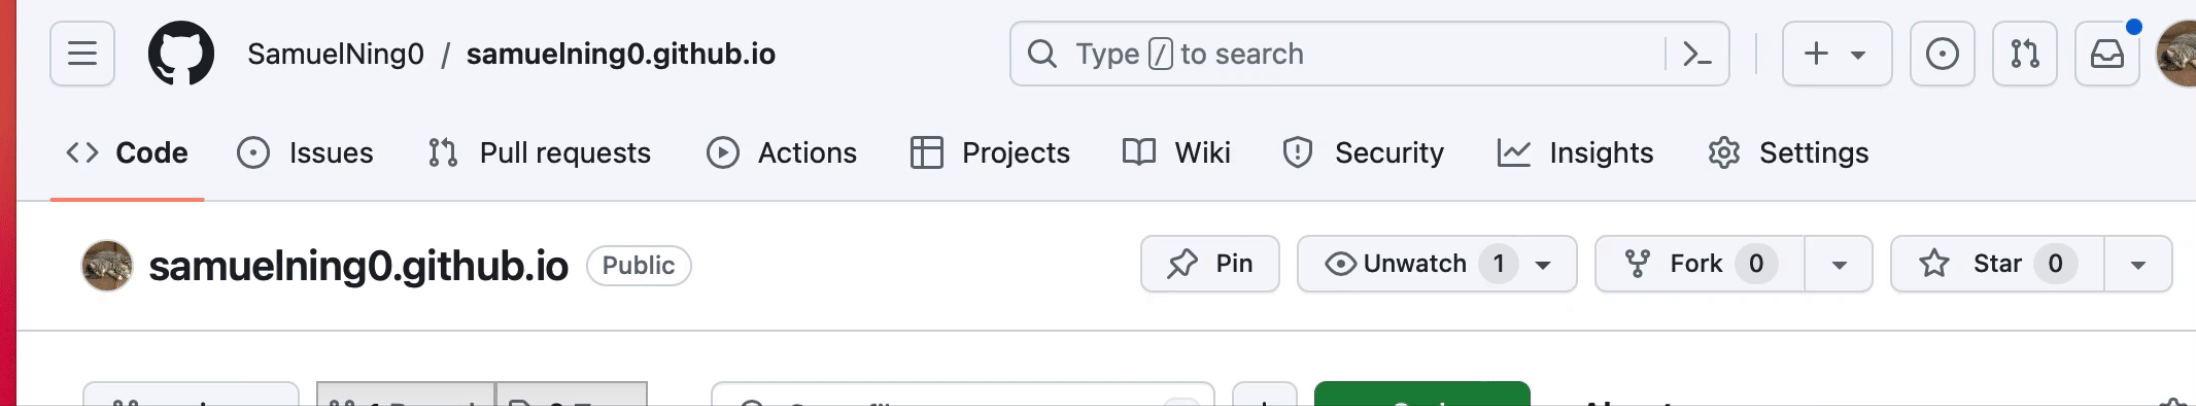 SamuelNing0 / samuelning0.github.io Type / to search
Code Issues Pull requests Actions Projects Wiki Security Insights Settings
samuelning0.github.io Public Pin Unwatch 1 Fork 0 Star 0